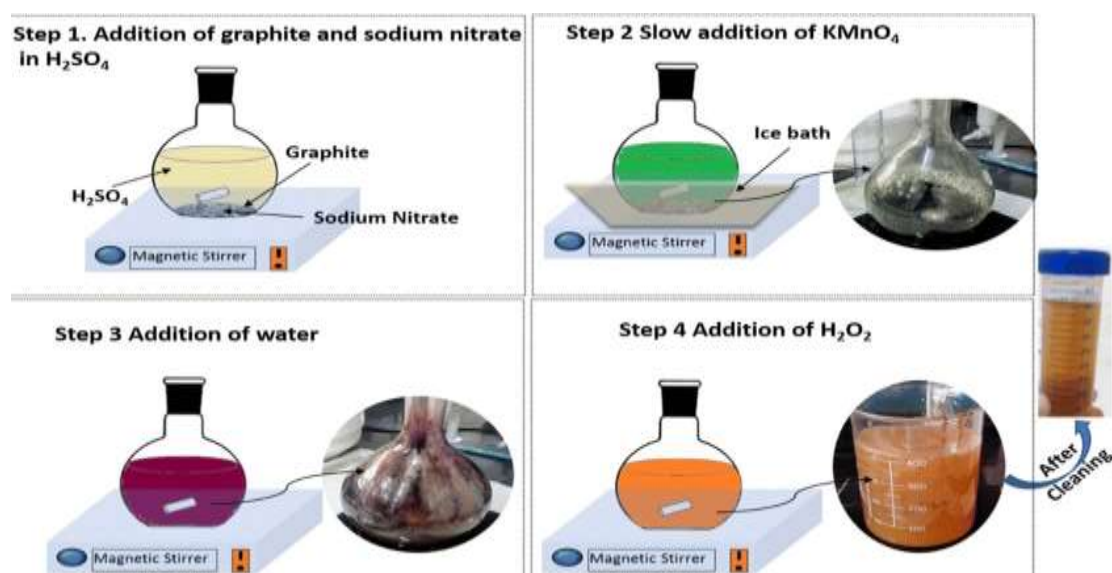 Step 1. Addition of graphite and sodium nitrate
in H₂SO₄
Graphite
H₂SO₄
Sodium Nitrate
Magnetic Stirrer
Step 2 Slow addition of KMnO₄
Ice bath
Magnetic Stirrer
Step 3 Addition of water
Magnetic Stirrer
Step 4 Addition of H₂O₂
Magnetic Stirrer
After
Cleaning